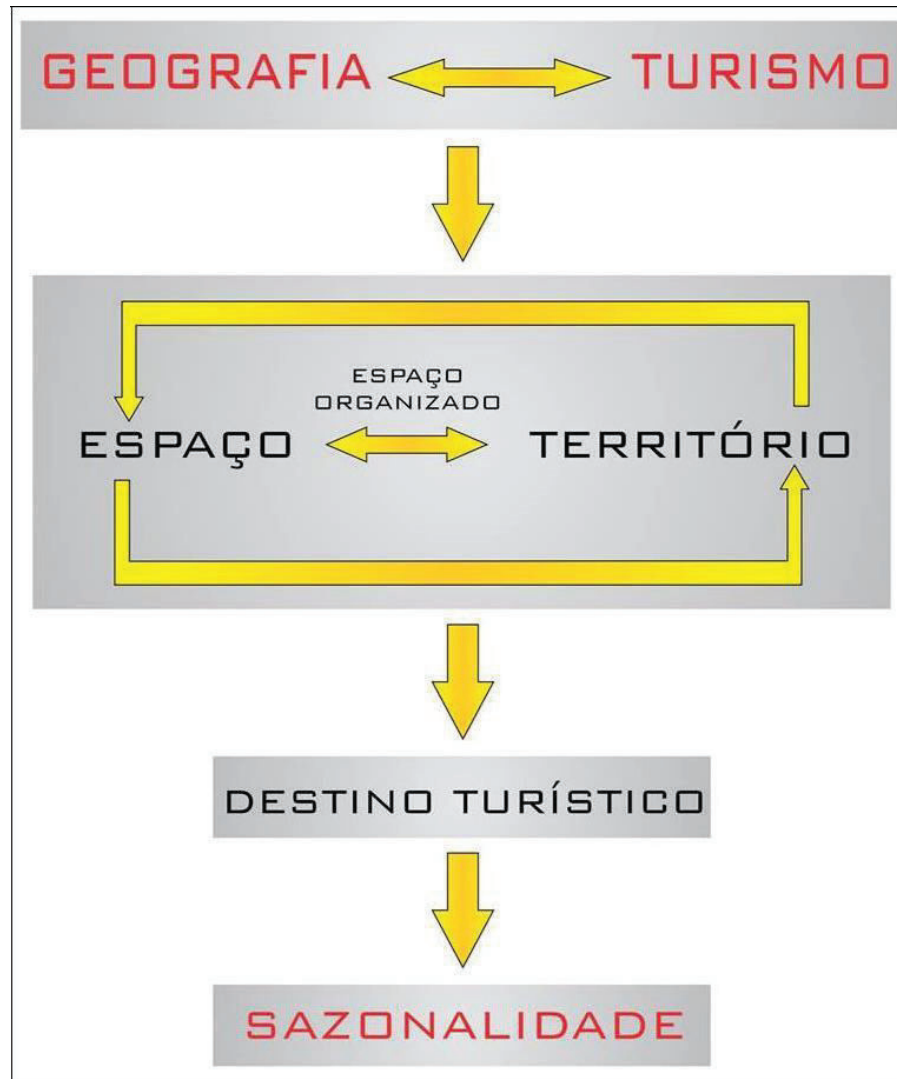 GEOGRAFIA TURISMO
ESPAÇO
ORGANIZADO
ESPAÇO TERRITÓRIO
DESTINO TURÍSTICO
SAZONALIDADE